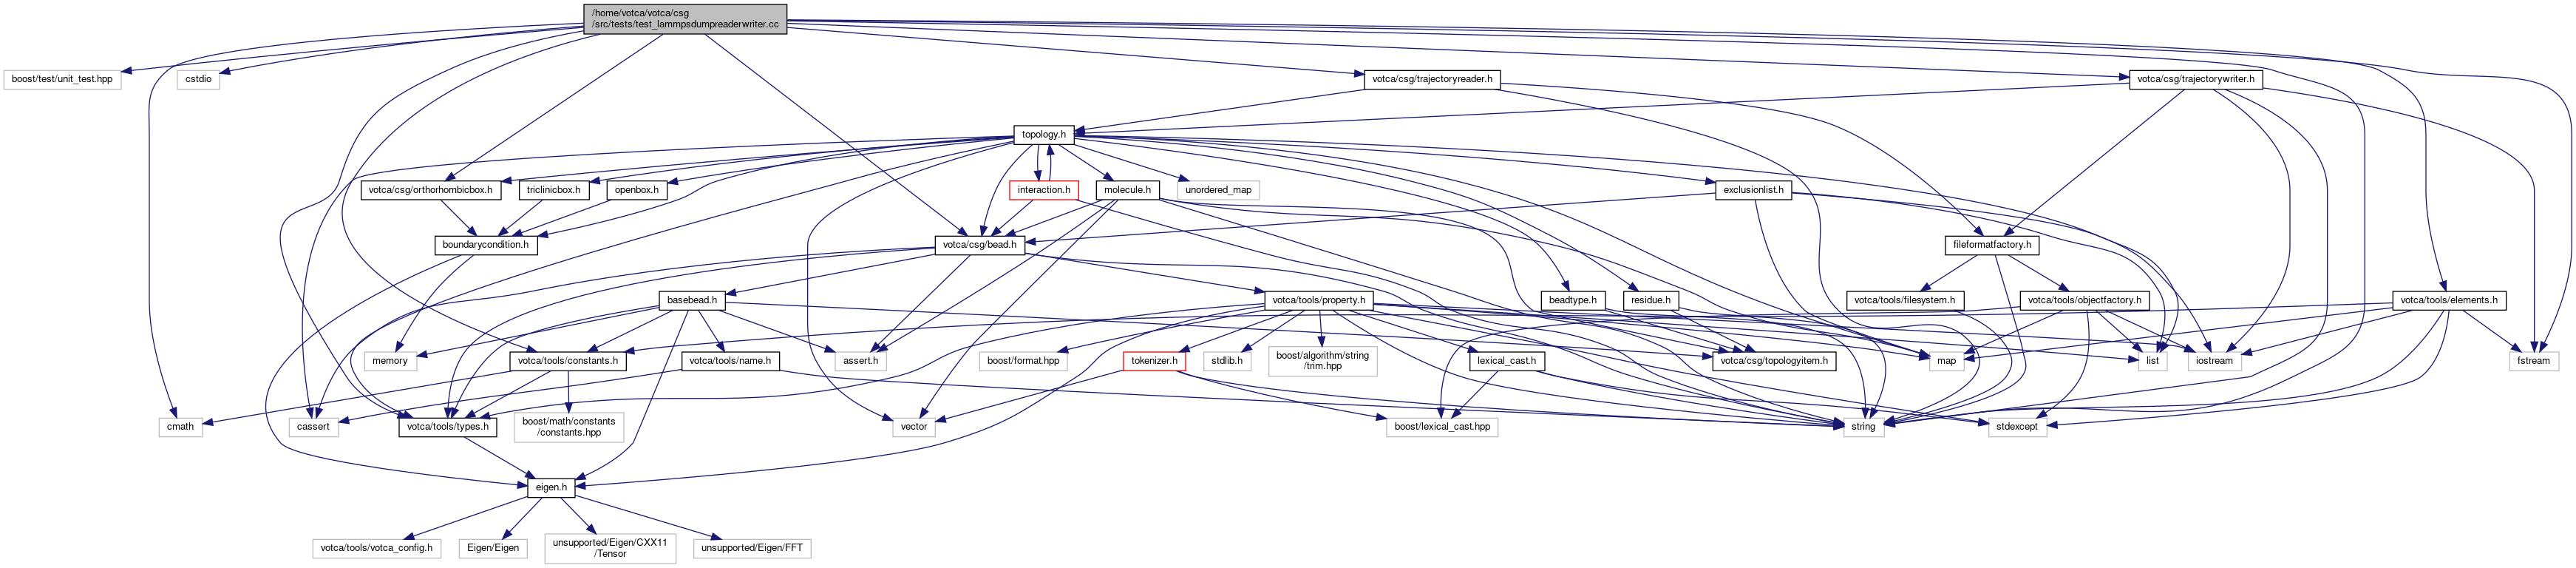 /home/votca/votca/csg
/src/tests/test_lammpsdumpreaderwriter.cc
boost/test/unit_test.hpp
cstdio
votca/csg/trajectoryreader.h
votca/csg/trajectorywriter.h
topology.h
votca/csg/orthorhombicbox.h
triclinicbox.h
openbox.h
interaction.h
molecule.h
unordered_map
exclusionlist.h
boundarycondition.h
votca/csg/bead.h
fileformatfactory.h
basebead.h
votca/tools/property.h
beadtype.h
residue.h
votca/tools/filesystem.h
votca/tools/objectfactory.h
votca/tools/elements.h
memory
votca/tools/constants.h
votca/tools/name.h
assert.h
boost/format.hpp
tokenizer.h
stdlib.h
boost/algorithm/string
/trim.hpp
lexical_cast.h
votca/csg/topologyitem.h
map
list
iostream
fstream
cmath
cassert
votca/tools/types.h
boost/math/constants
/constants.hpp
vector
boost/lexical_cast.hpp
string
stdexcept
eigen.h
votca/tools/votca_config.h
Eigen/Eigen
unsupported/Eigen/CXX11
/Tensor
unsupported/Eigen/FFT